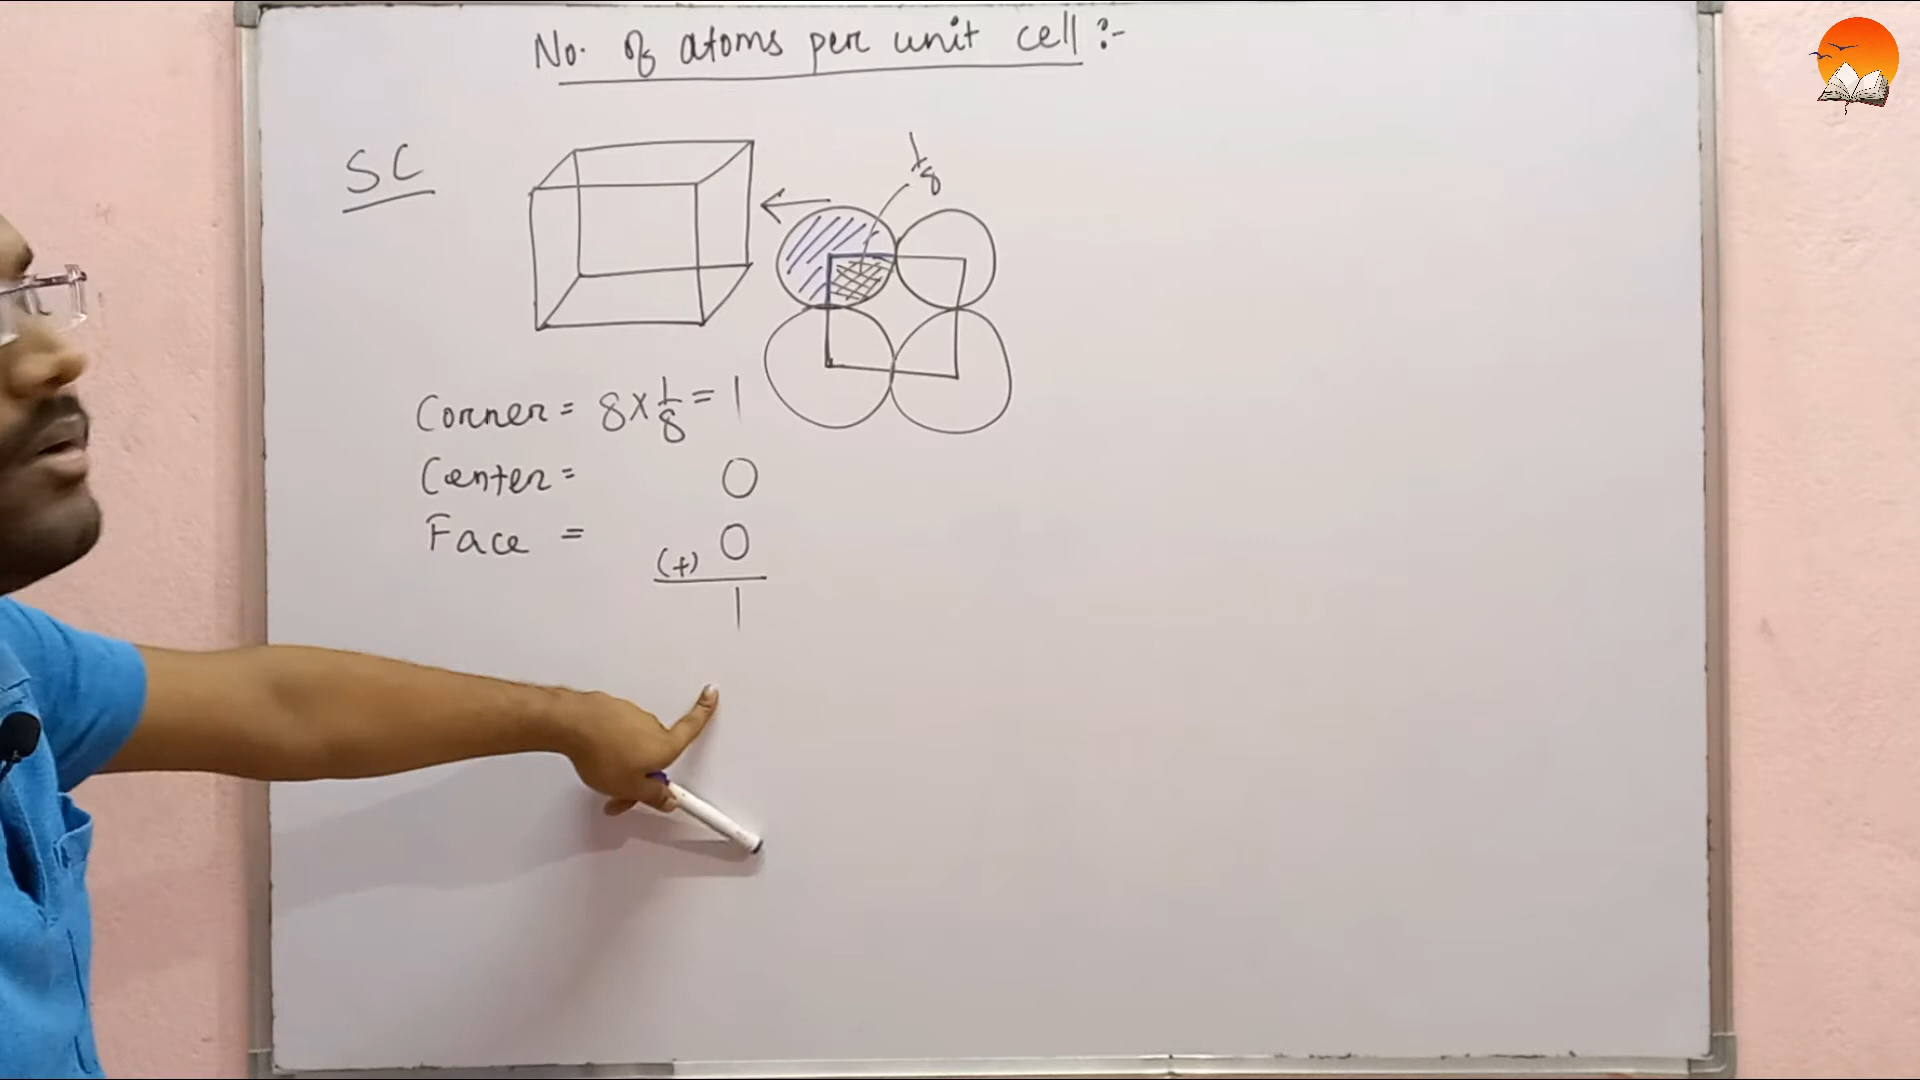 No. of atoms per unit cell :-
SC
1/8
Corner = 8 × 1/8 = 1
Center = 0
Face = 0
(+)
1